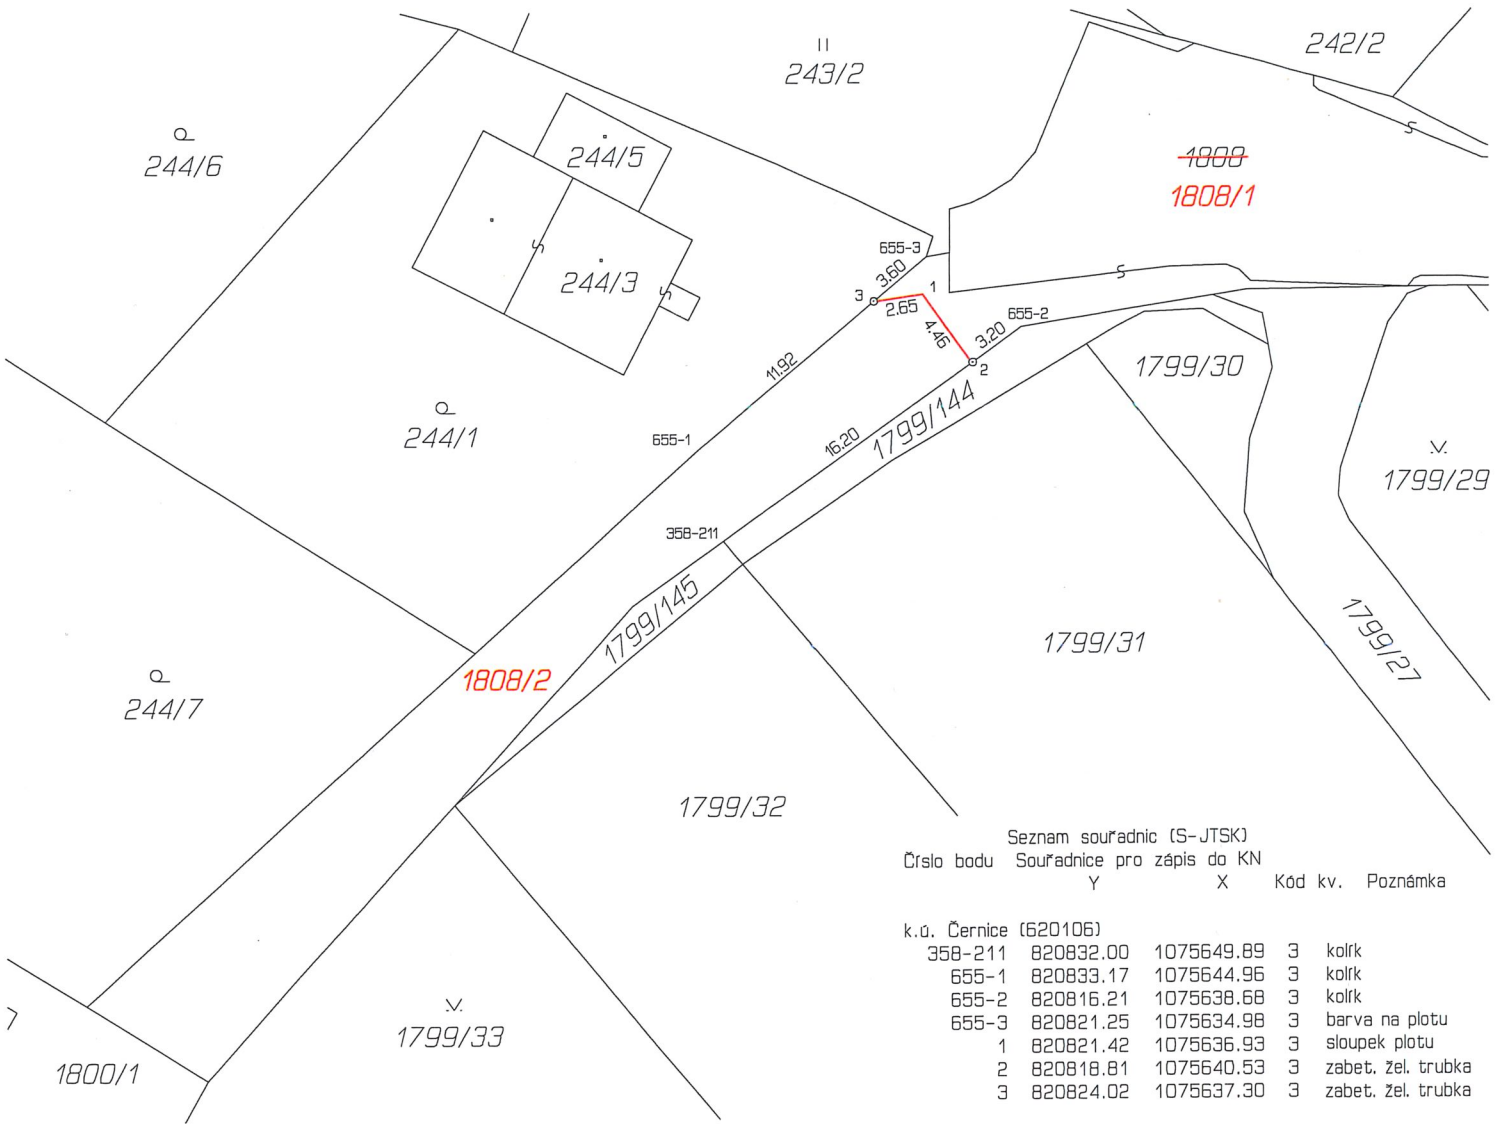 242/2
243/2
244/6
244/5
1808
1808/1
655-3
3.60
244/3
3
1
2.65
4.46
3.20
655-2
2
11.92
1799/30
1799/144
244/1
655-1
16.20
1799/29
358-211
1799/145
1799/31
1799/27
1808/2
244/7
1799/32
1799/33
1800/1
Seznam souřadnic (S-JTSK)
Číslo bodu Souřadnice pro zápis do KN
Y X Kód kv. Poznámka
k.ú. Černice (620106)
358-211 820832.00 1075649.89 3 kolík
655-1 820833.17 1075644.96 3 kolík
655-2 820816.21 1075638.68 3 kolík
655-3 820821.25 1075634.98 3 barva na plotu
1 820821.42 1075636.93 3 sloupek plotu
2 820818.81 1075640.53 3 zabet. žel. trubka
3 820824.02 1075637.30 3 zabet. žel. trubka